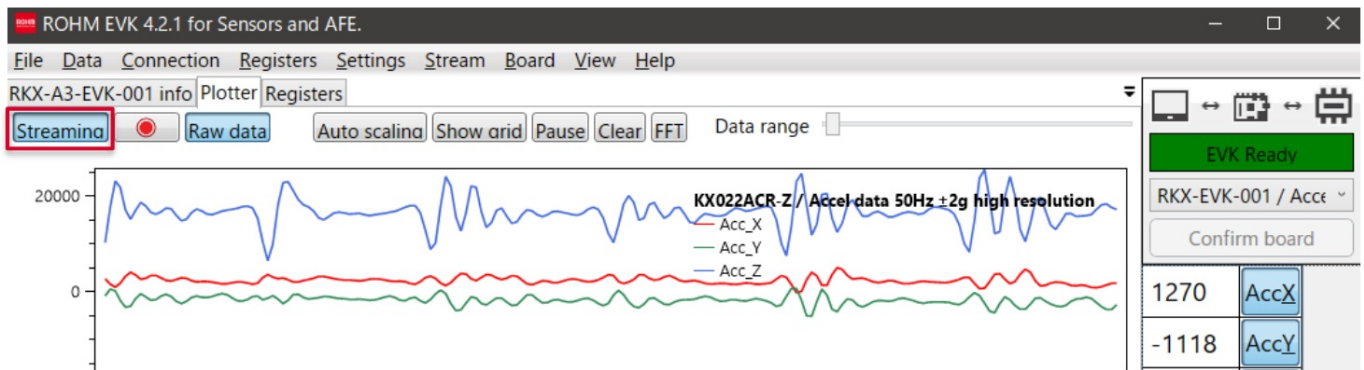 ROHM
ROHM EVK 4.2.1 for Sensors and AFE.
File Data Connection Registers Settings Stream Board View Help
RKX-A3-EVK-001 info Plotter Registers
Streaming Raw data Auto scaling Show grid Pause Clear FFT Data range
EVK Ready
RKX-EVK-001 / Acce
Confirm board
20000
KX022ACR-Z / Accel data 50Hz ±2g high resolution
Acc_X
Acc_Y
Acc_Z
0
1270 AccX
-1118 AccY